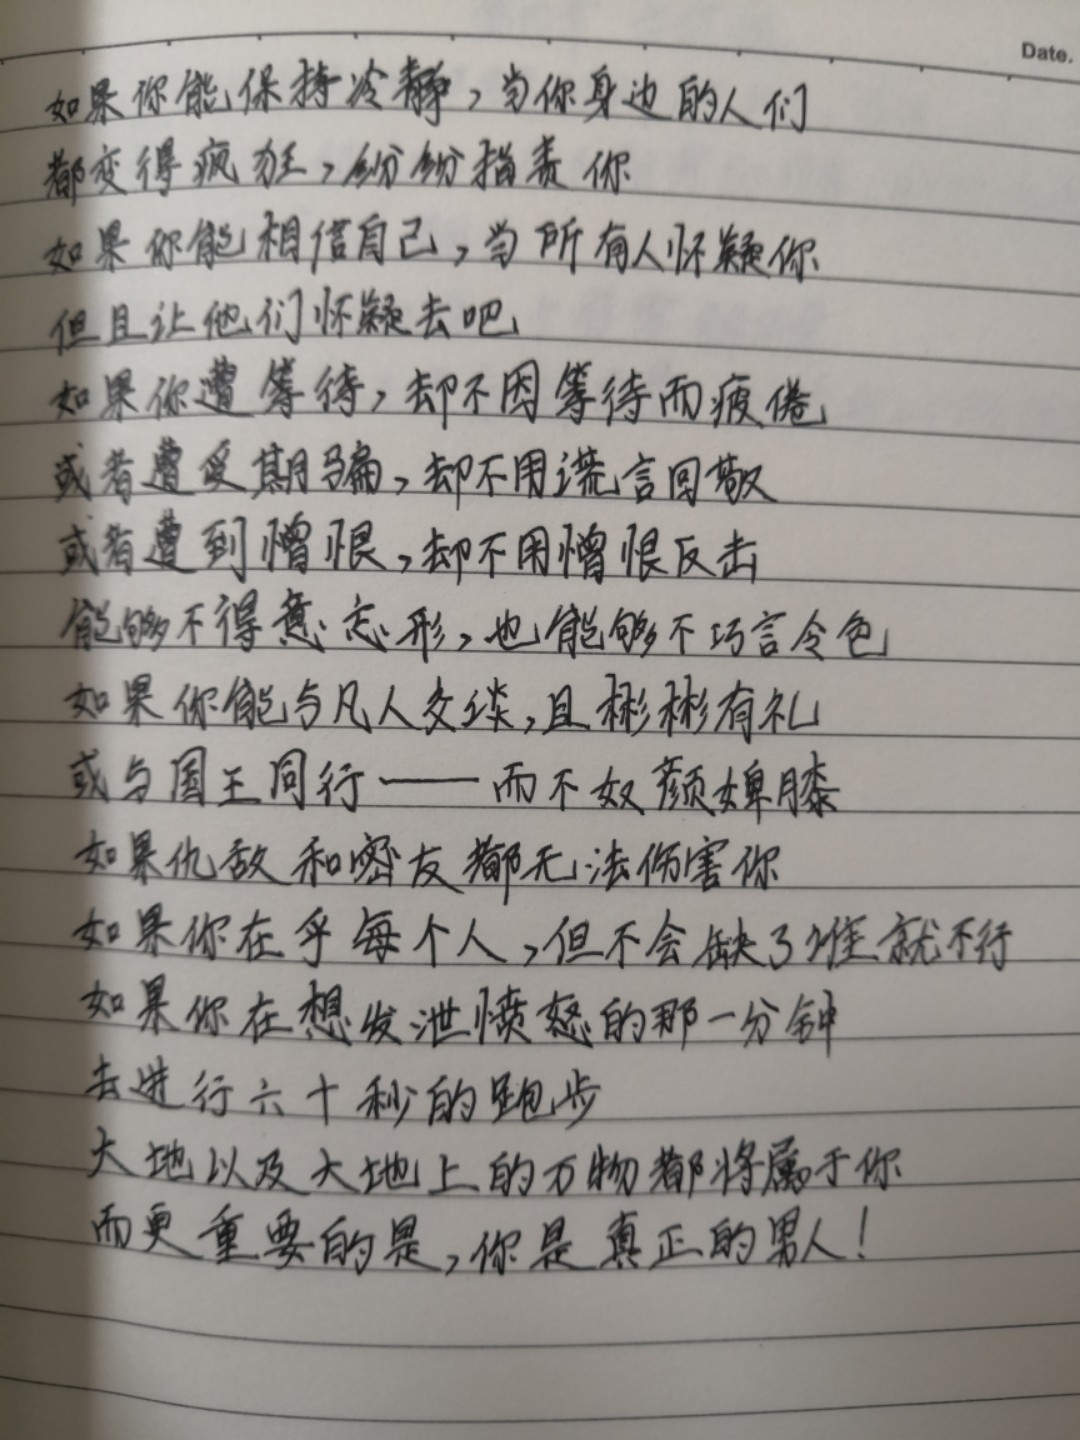 Date.
如果你能保持冷静，当你身边的人们
都变得疯狂，纷纷指责你
如果你能相信自己，当所有人怀疑你
但且让他们怀疑去吧
如果你遭等待，却不因等待而疲倦
或者遭受期骗，却不用谎言回敬
或者遭到憎恨，却不用憎恨反击
能够不得意忘形，也能够不巧言令色
如果你能与凡人交谈，且彬彬有礼
或与国王同行——而不奴颜婢膝
如果仇敌和密友都无法伤害你
如果你在乎每个人，但不会缺了谁就不行
如果你在想发泄愤怒的那一分钟
去进行六十秒的跑步
大地以及大地上的万物都将属于你
而更重要的是，你是真正的男人！